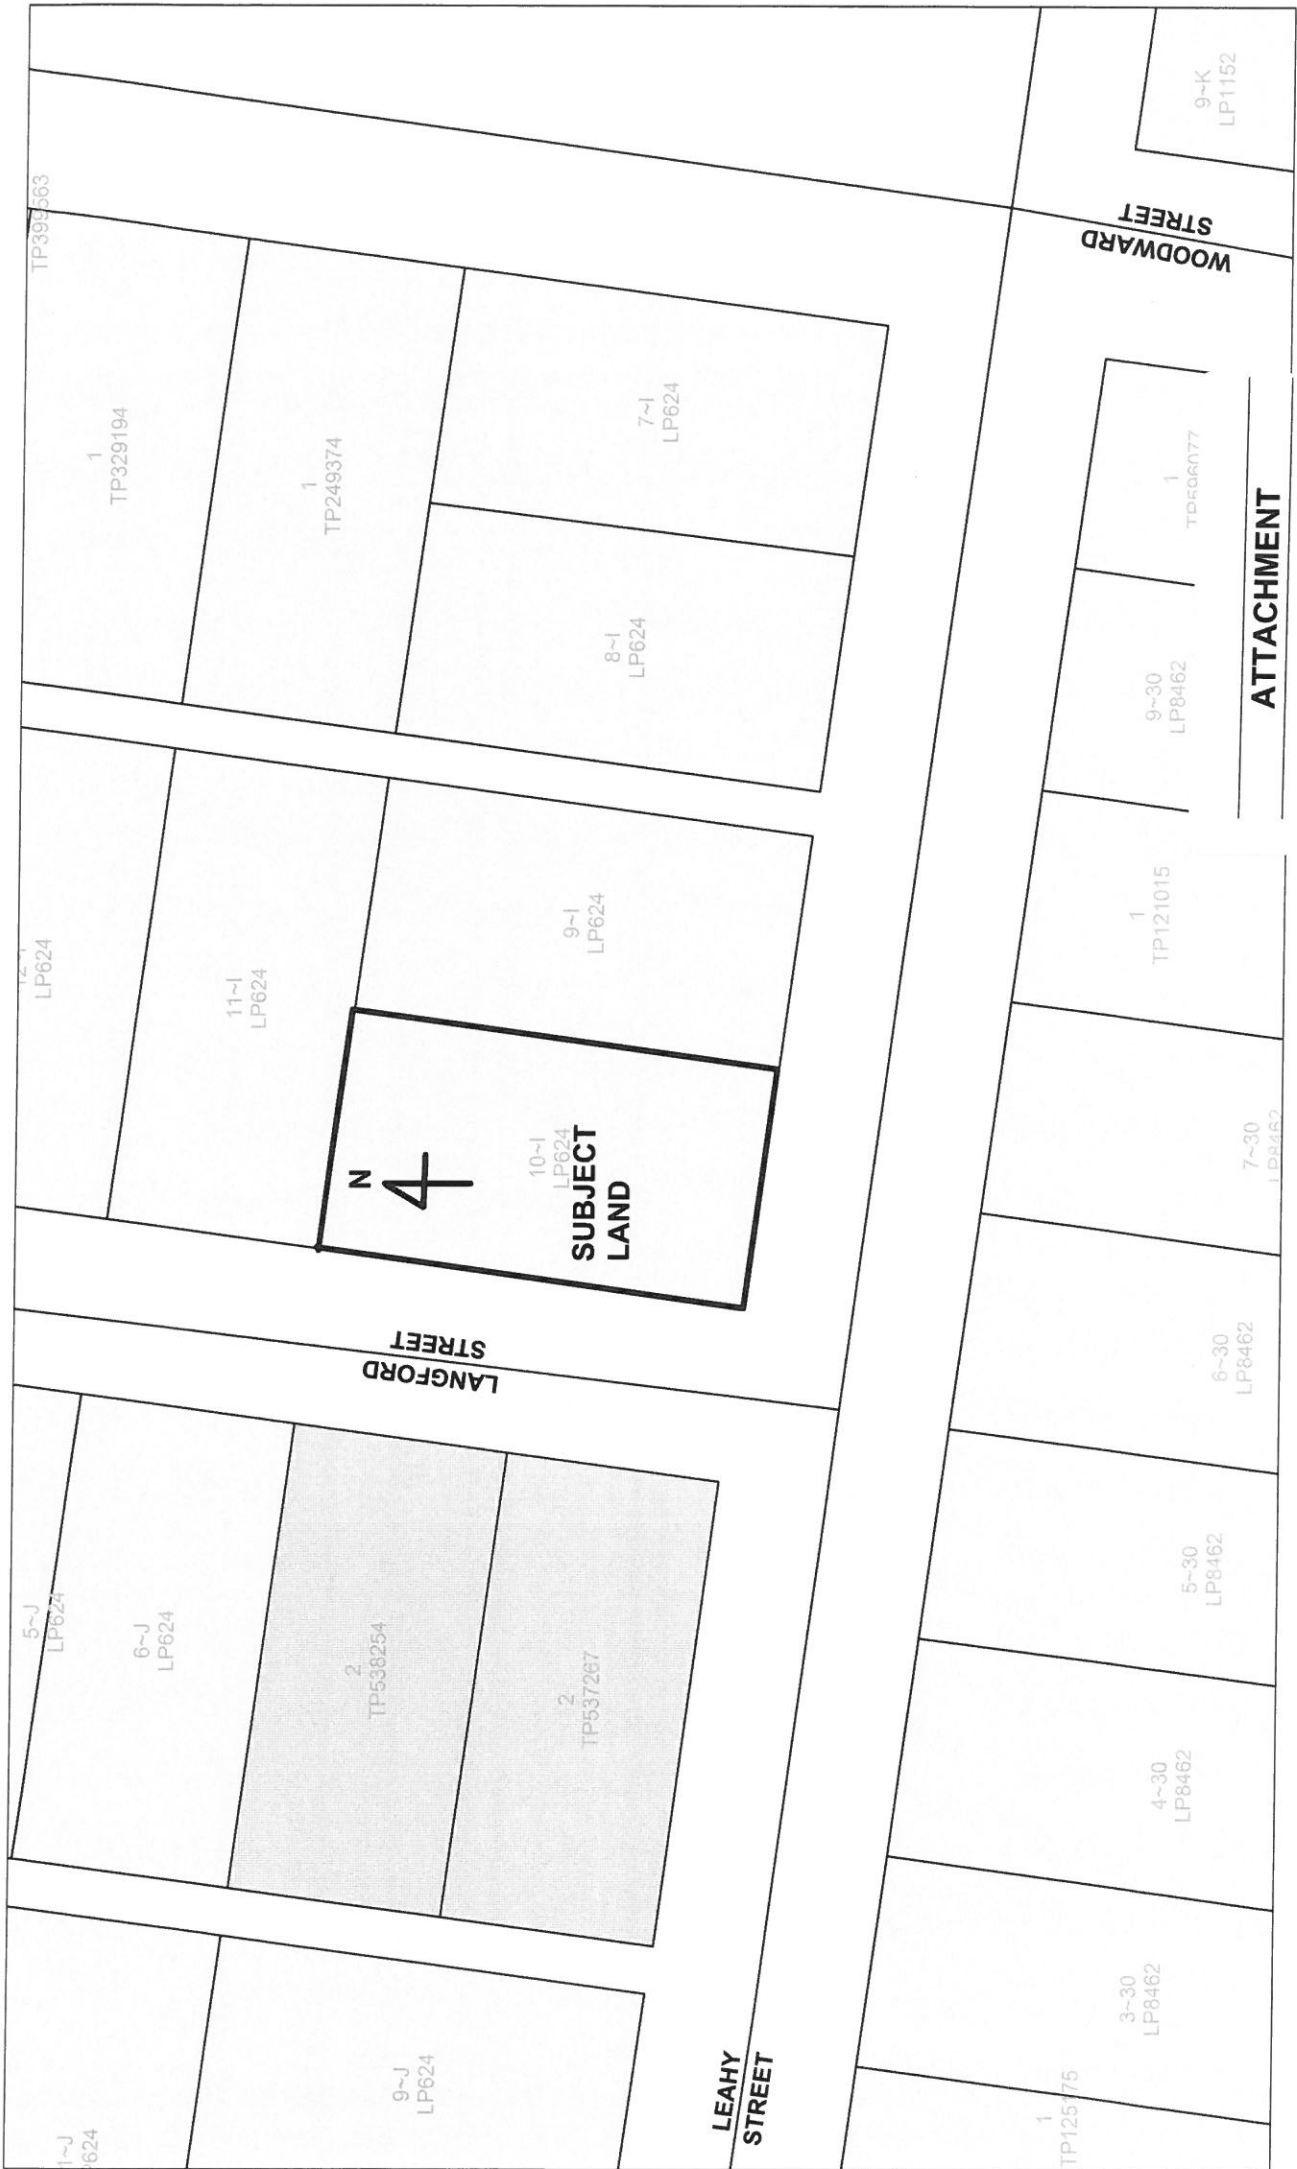 TP399563
1
TP329194
1
TP249374
7~I
LP624
8~I
LP624
9~K
LP1152
WOODWARD
STREET
LP624
11~I
LP624
9~I
LP624
N
10~I
LP624
SUBJECT
LAND
LANGFORD
STREET
5~J
LP624
6~J
LP624
2
TP538254
2
TP537267
9~J
LP624
LEAHY
STREET
1
9~30
LP8462
1
TP121015
7~30
LP8462
6~30
LP8462
5~30
LP8462
4~30
LP8462
3~30
LP8462
1
TP125175
ATTACHMENT